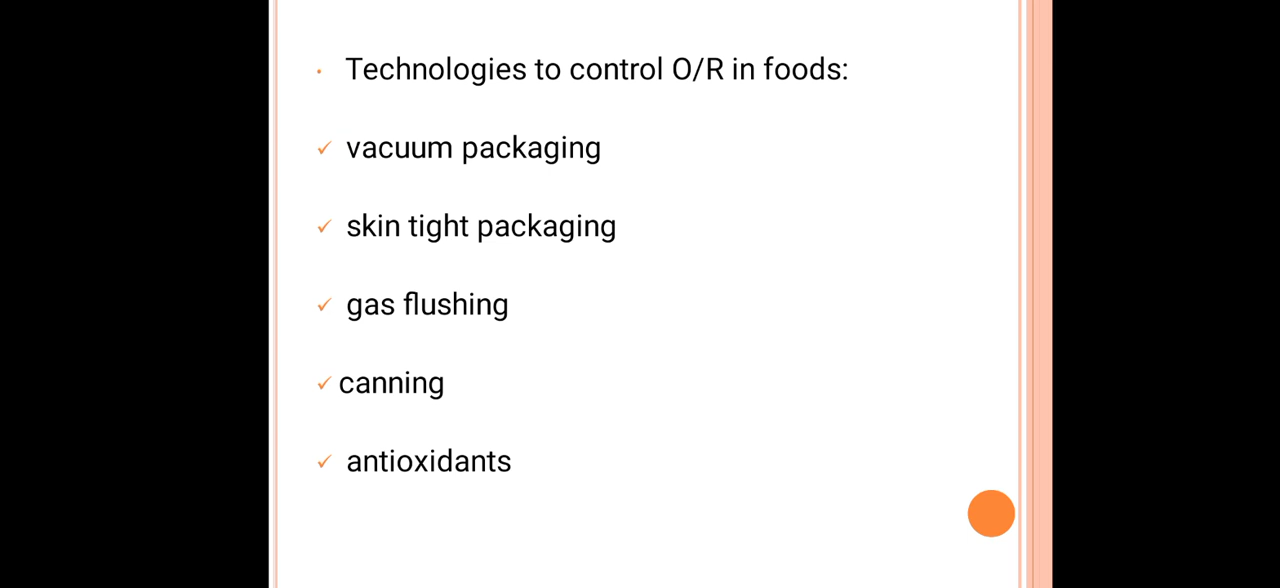 Technologies to control O/R in foods:
vacuum packaging
skin tight packaging
gas flushing
canning
antioxidants